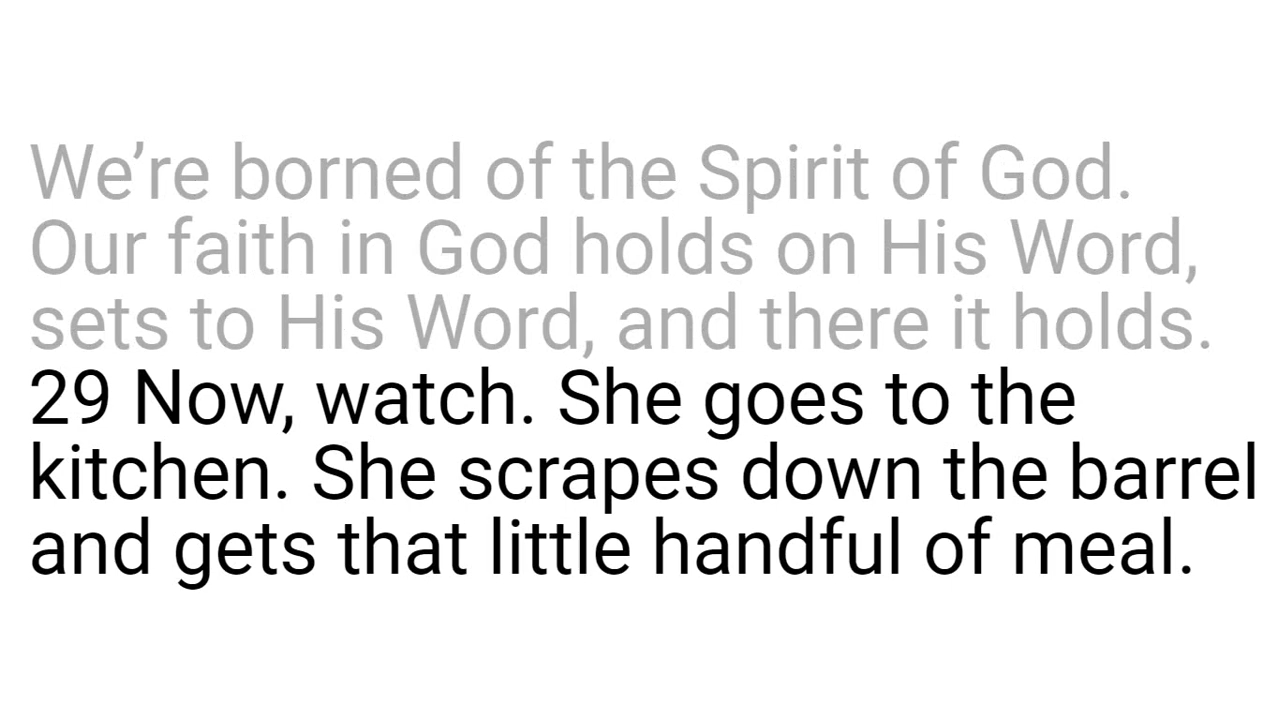 We’re borned of the Spirit of God.
Our faith in God holds on His Word,
sets to His Word, and there it holds.
29 Now, watch. She goes to the
kitchen. She scrapes down the barrel
and gets that little handful of meal.